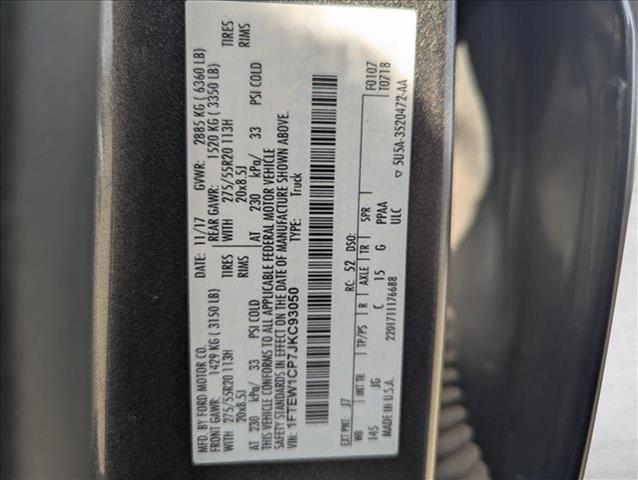 MFD. BY FORD MOTOR CO. DATE: 11/17 GVWR: 2885 KG ( 6360 LB)
FRONT GAWR: 1429 KG ( 3150 LB) REAR GAWR: 1520 KG ( 3350 LB)
WITH 275/55R20 113H TIRES WITH 275/55R20 113H TIRES
20x8.5J RIMS 20x8.5J RIMS
AT 230 kPa/ 33 PSI COLD AT 230 kPa/ 33 PSI COLD
THIS VEHICLE CONFORMS TO ALL APPLICABLE FEDERAL MOTOR VEHICLE
SAFETY STANDARDS IN EFFECT ON THE DATE OF MANUFACTURE SHOWN ABOVE.
VIN: 1FTEW1CP7JKC93050 TYPE: Truck
F0107
T0718
EXT PNT: J7 RC: 52 DSO:
WB INT TR TP/PS R AXLE TR SPR
145 JG C 15 G PPAA
ULC
MADE IN U.S.A. 22017111176688
▽ 5U5A-3520472-AA